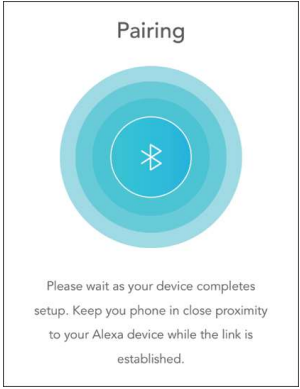 Pairing
Please wait as your device completes
setup. Keep you phone in close proximity
to your Alexa device while the link is
established.